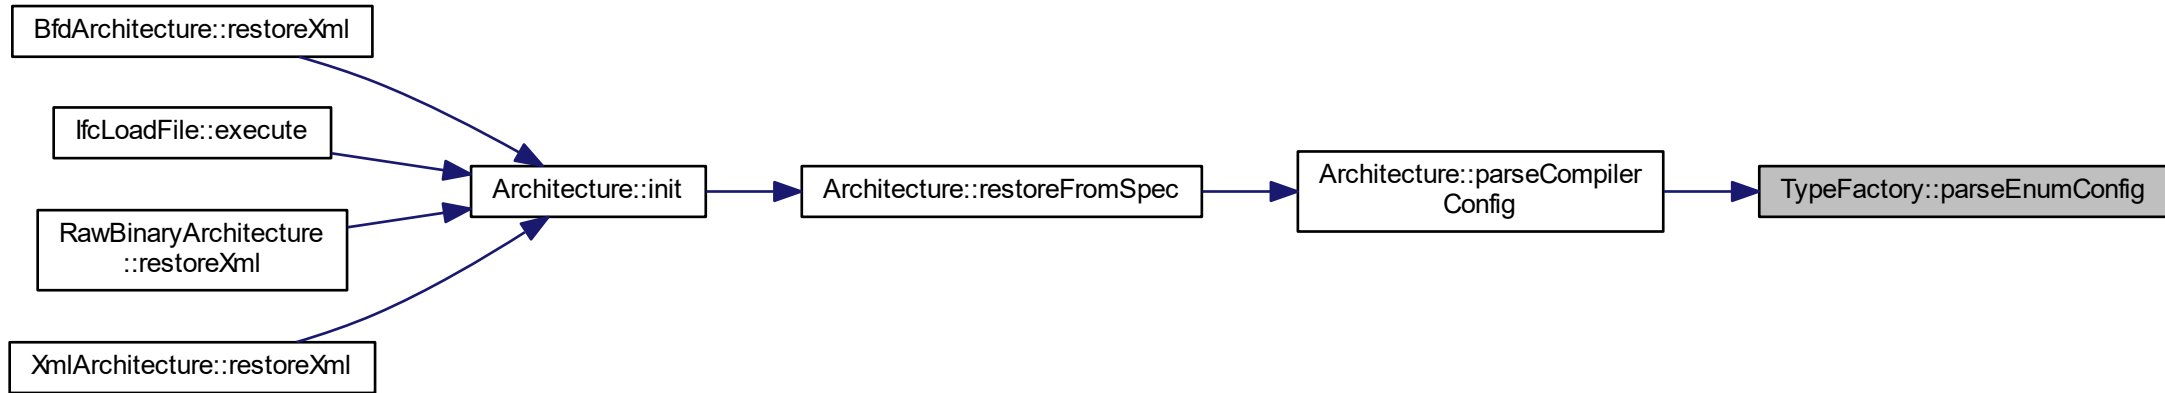 BfdArchitecture::restoreXml
IfcLoadFile::execute
RawBinaryArchitecture
::restoreXml
XmlArchitecture::restoreXml
Architecture::init
Architecture::restoreFromSpec
Architecture::parseCompiler
Config
TypeFactory::parseEnumConfig